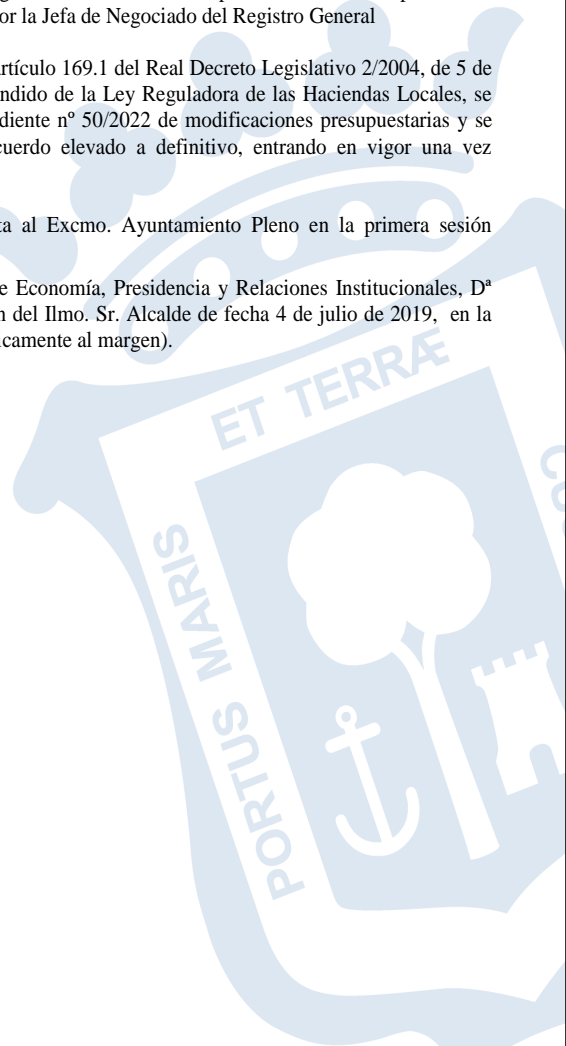 or la Jefa de Negociado del Registro General
rtículo 169.1 del Real Decreto Legislativo 2/2004, de 5 de
ndido de la Ley Reguladora de las Haciendas Locales, se
diente nº 50/2022 de modificaciones presupuestarias y se
cuerdo elevado a definitivo, entrando en vigor una vez
ta al Excmo. Ayuntamiento Pleno en la primera sesión
e Economía, Presidencia y Relaciones Institucionales, Dª
n del Ilmo. Sr. Alcalde de fecha 4 de julio de 2019, en la
icamente al margen).
ET TERRÆ
PORTUS MARIS